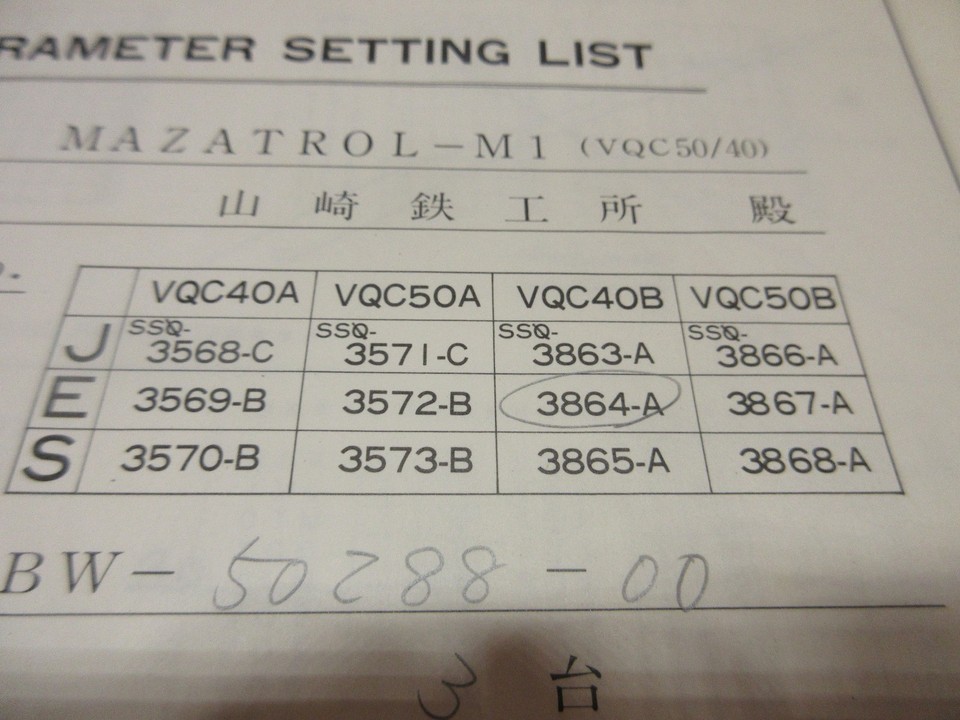 RAMETER SETTING LIST
MAZATROL-M1 (VQC50/40)
山崎鉄工所 殿
VQC40A VQC50A VQC40B VQC50B
J SSQ-3568-C SSQ-3571-C SSQ-3863-A SSQ-3866-A
E 3569-B 3572-B 3864-A 3867-A
S 3570-B 3573-B 3865-A 3868-A
BW-50288-00
3 台